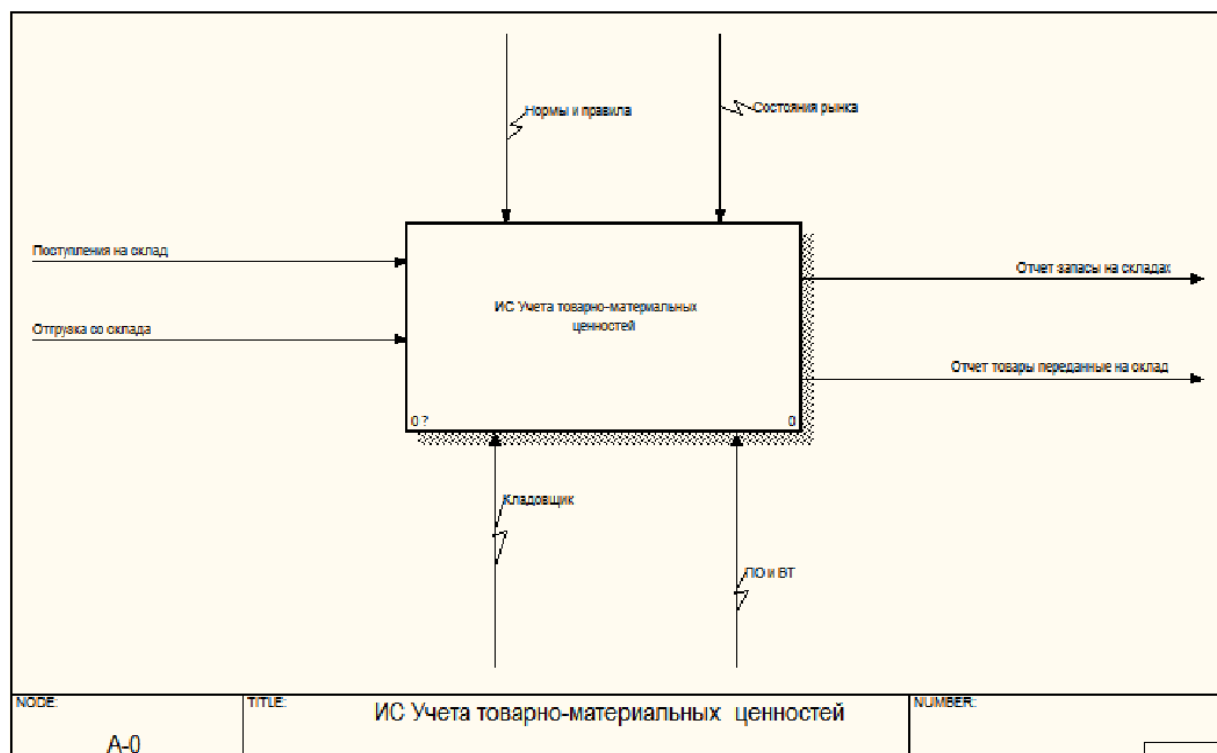 Нормы и правила
Состояния рынка
Поступления на склад
Отчет запасы на складах
ИС Учета товарно-материальных
ценностей
Отгрузка со склада
Отчет товары переданные на склад
0 ?
0
Кладовщик
ПО и ВТ
NODE:
TITLE:
ИС Учета товарно-материальных ценностей
NUMBER:
A-0